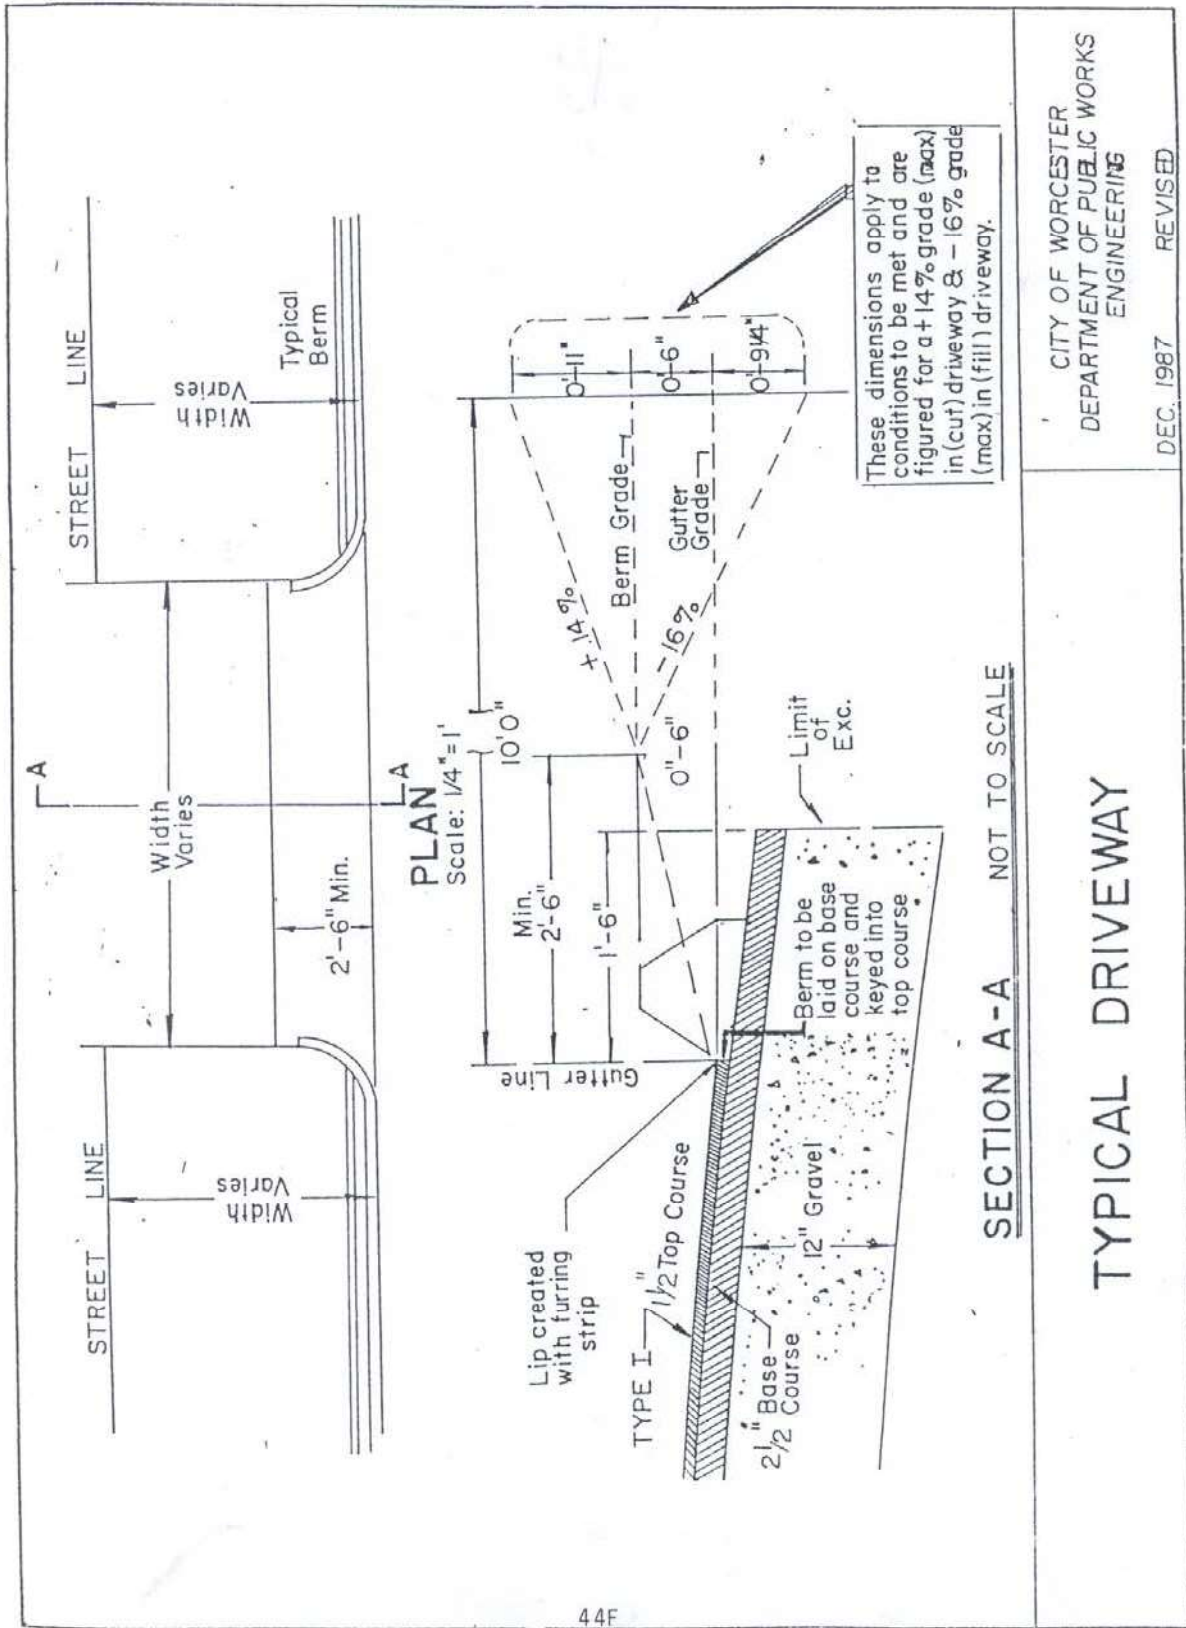 STREET LINE
Width
Varies
Width
Varies
2'-6" Min.
A
A
STREET LINE
Width
Varies
Typical
Berm
PLAN
Scale: 1/4"=1'
10'0"
Min.
2'-6"
1'-6"
Gutter Line
Lip created
with furring
strip
TYPE I
1 1/2" Top Course
2 1/2" Base
Course
12" Gravel
Berm to be
laid on base
course and
keyed into
top course
Limit
of
Exc.
0"-6"
+14%
-16%
Berm Grade
Gutter
Grade
0'-11"
0'-6"
0'-9 1/4"
These dimensions apply to
conditions to be met and are
figured for a +14% grade (max)
in (cut) driveway & -16% grade
(max) in (fill) driveway.
SECTION A-A NOT TO SCALE
TYPICAL DRIVEWAY
CITY OF WORCESTER
DEPARTMENT OF PUBLIC WORKS
ENGINEERING
DEC. 1987 REVISED
44F